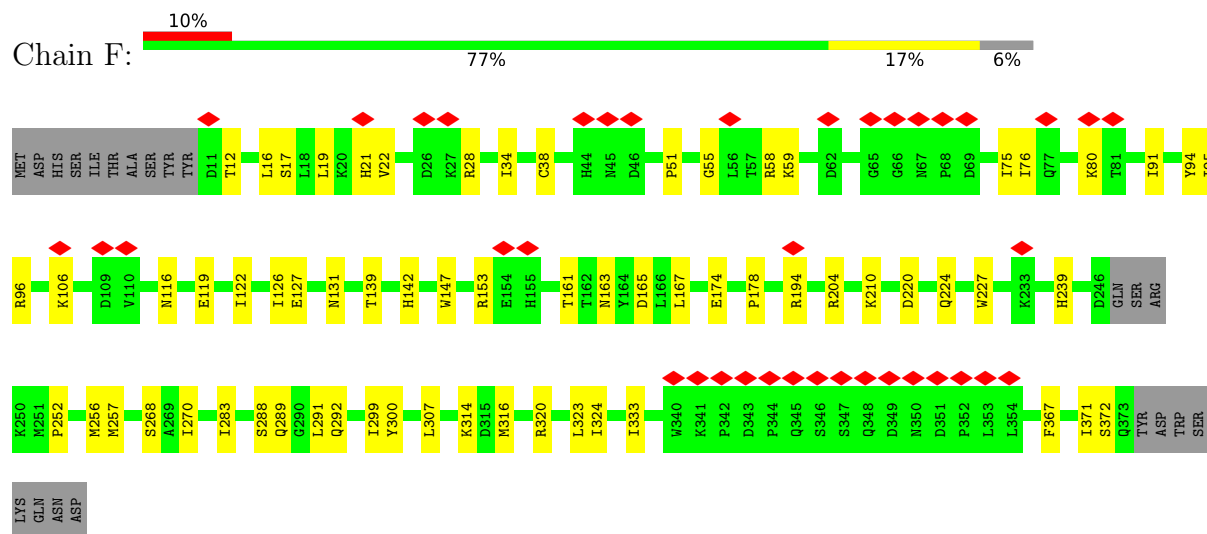 10%
Chain F:
77% 17% 6%
MET ASP HIS SER ILE THR ALA SER TYR TYR D11 T12 L16 S17 L18 L19 K20 H21 V22 D26 K27 R28 I34 C38 H44 N45 D46 P51 G55 L56 T57 R58 K59 D62 G65 G66 N67 P68 D69 I75 I76 Q77 K80 T81 I91 Y94
R96 K106 D109 V110 N116 E119 I122 I126 E127 N131 T139 H142 W147 R153 E154 H155 T161 T162 N163 Y164 D165 L166 L167 E174 P178 R194 R204 K210 D220 Q224 W227 K233 H239 D246 GLN SER ARG
K250 M251 P252 M256 M257 S268 A269 I270 I283 S288 Q289 G290 L291 Q292 I299 Y300 L307 K314 D315 M316 R320 L323 I324 I333 W340 K341 P342 D343 P344 Q345 S346 S347 Q348 D349 N350 D351 P352 L353 L354 F367 I371 S372 Q373 TYR ASP TRP SER
LYS GLN ASN ASP